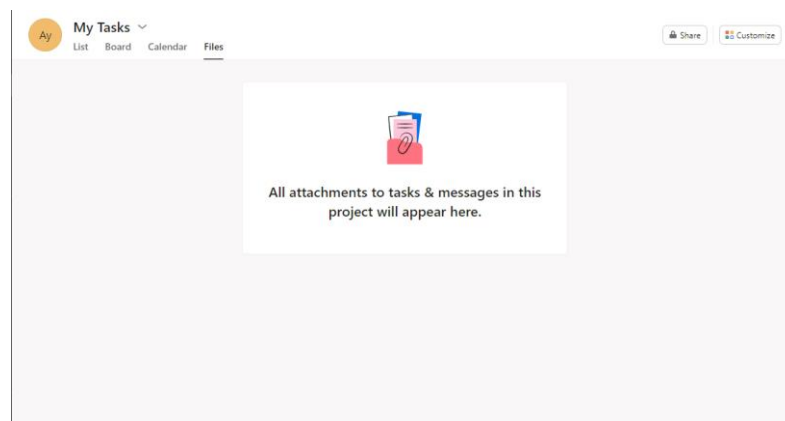 Ay
My Tasks
List Board Calendar Files
Share Customize
All attachments to tasks & messages in this
project will appear here.